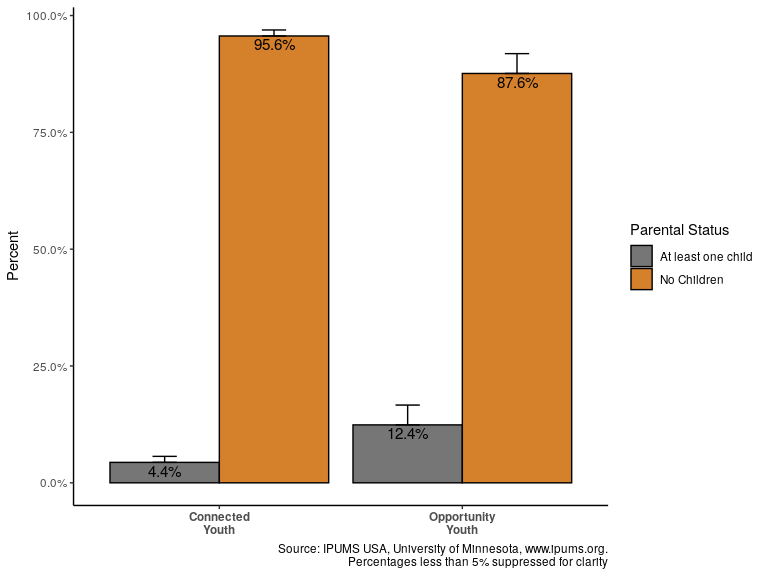 100.0%
75.0%
50.0%
25.0%
0.0%
Percent
95.6%
4.4%
87.6%
12.4%
Connected
Youth
Opportunity
Youth
Parental Status
At least one child
No Children
Source: IPUMS USA, University of Minnesota, www.ipums.org.
Percentages less than 5% suppressed for clarity